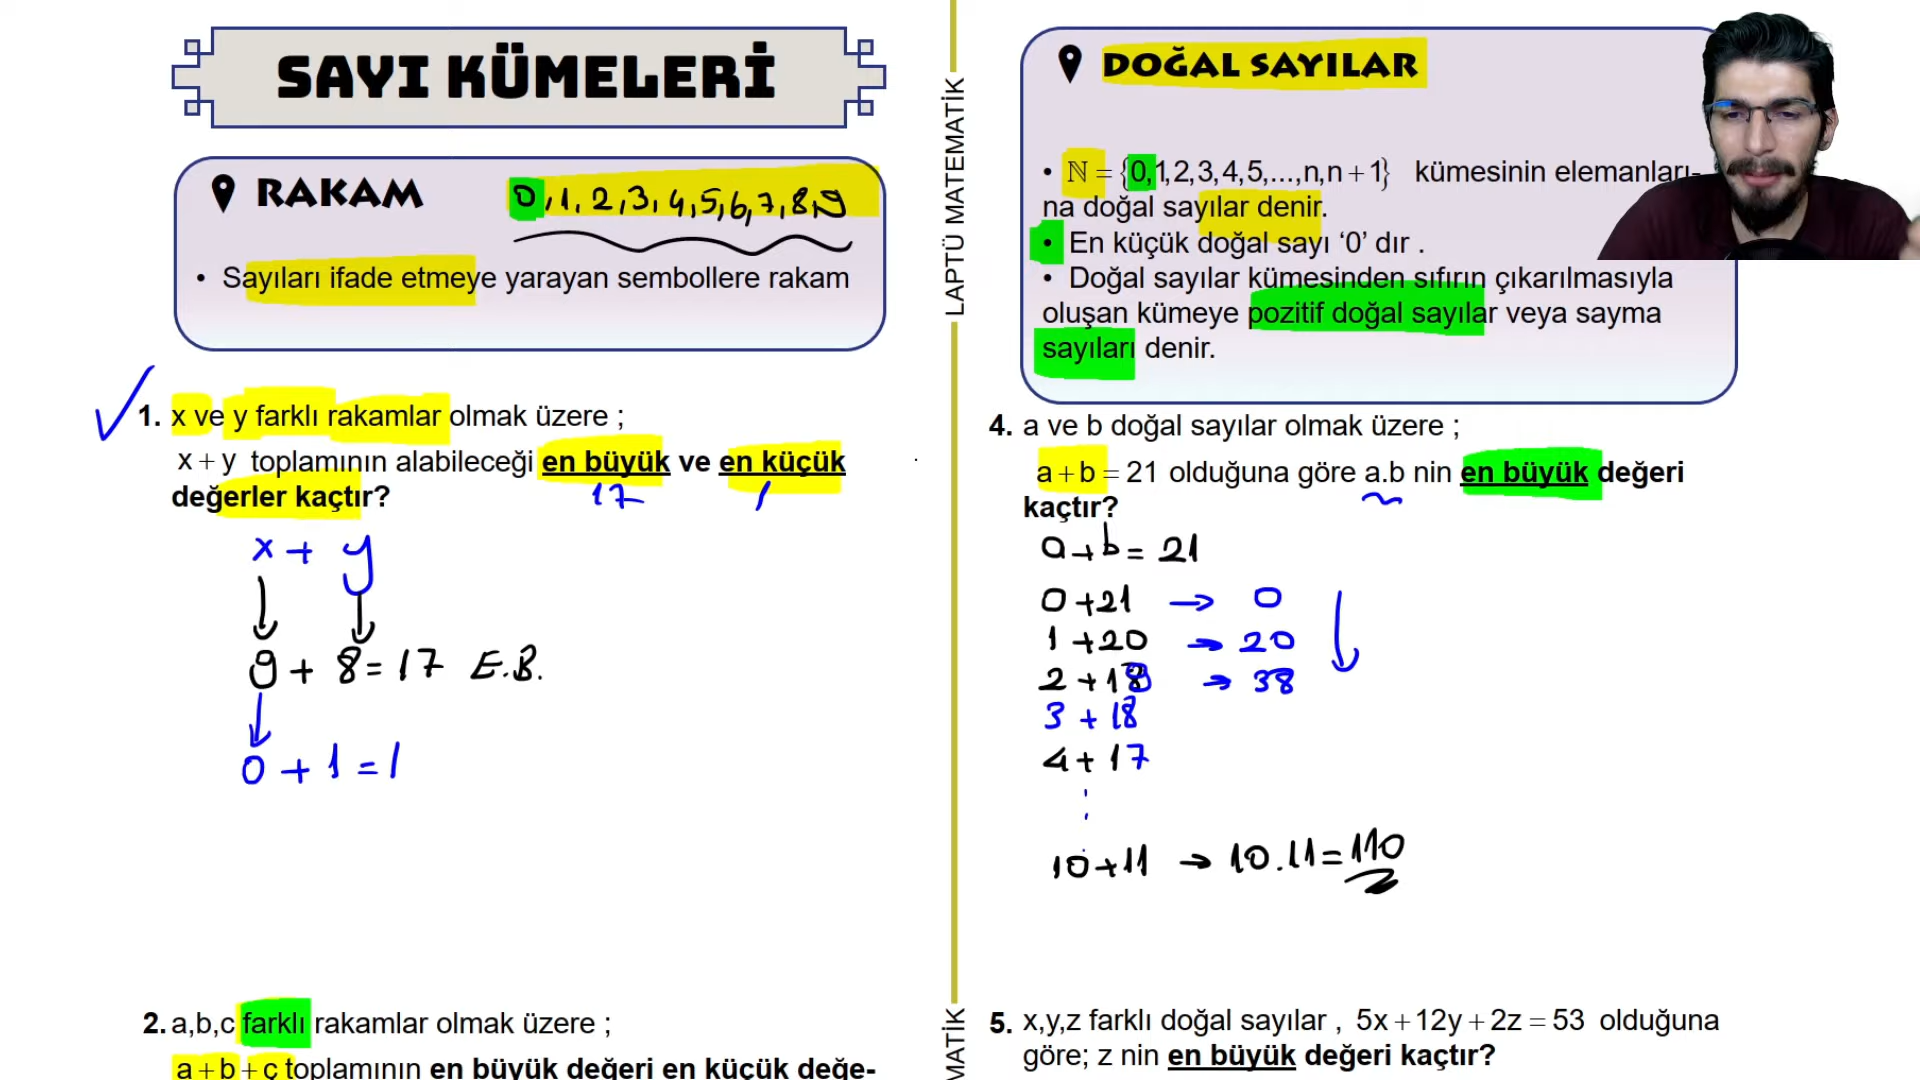 SAYI KÜMELERİ
RAKAM
0,1,2,3,4,5,6,7,8,9
• Sayıları ifade etmeye yarayan sembollere rakam
1. x ve y farklı rakamlar olmak üzere ;
x + y toplamının alabileceği en büyük ve en küçük
değerler kaçtır?
17 1
x + y
9 + 8 = 17 E.B.
0 + 1 = 1
2. a,b,c farklı rakamlar olmak üzere ;
a + b + c toplamının en büyük değeri en küçük değe-
LAPTÜ MATEMATİK
MATİK
DOĞAL SAYILAR
• ℕ = {0,1,2,3,4,5,...,n,n + 1} kümesinin elemanları-
na doğal sayılar denir.
• En küçük doğal sayı ‘0’ dır .
• Doğal sayılar kümesinden sıfırın çıkarılmasıyla
oluşan kümeye pozitif doğal sayılar veya sayma
sayıları denir.
4. a ve b doğal sayılar olmak üzere ;
a + b = 21 olduğuna göre a.b nin en büyük değeri
kaçtır?
a + b = 21
0 + 21 → 0
1 + 20 → 20
2 + 19 → 38
3 + 18
4 + 17
10 + 11 → 10.11 = 110
5. x,y,z farklı doğal sayılar , 5x + 12y + 2z = 53 olduğuna
göre; z nin en büyük değeri kaçtır?